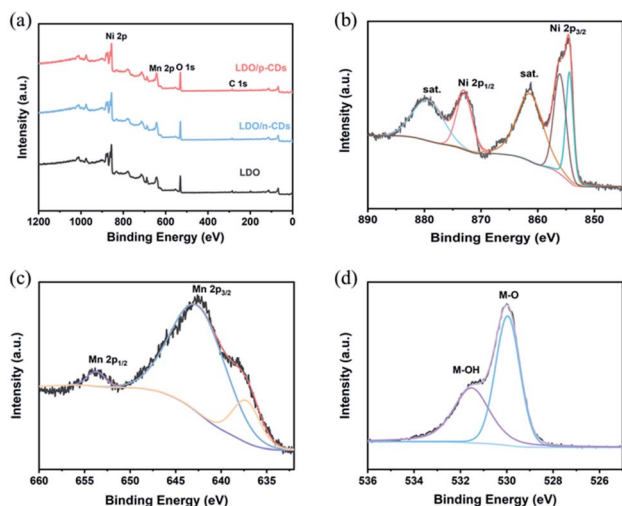 (a)
Ni 2p
LDO/p-CDs
Mn 2p O 1s
C 1s
LDO/n-CDs
LDO
Intensity (a.u.)
1200 1000 800 600 400 200 0
Binding Energy (eV)
(b)
Ni 2p3/2
sat. Ni 2p1/2 sat.
Intensity (a.u.)
890 880 870 860 850
Binding Energy (eV)
(c)
Mn 2p3/2
Mn 2p1/2
Intensity (a.u.)
660 655 650 645 640 635
Binding Energy (eV)
(d)
M-O
M-OH
Intensity (a.u.)
536 534 532 530 528 526
Binding Energy (eV)